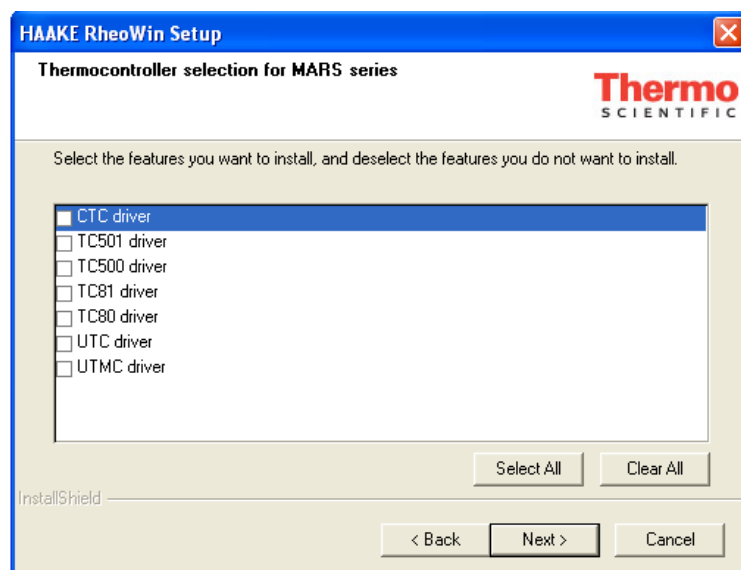 HAAKE RheoWin Setup
Thermocontroller selection for MARS series
Thermo
SCIENTIFIC
Select the features you want to install, and deselect the features you do not want to install.
CTC driver
TC501 driver
TC500 driver
TC81 driver
TC80 driver
UTC driver
UTMC driver
Select All
Clear All
InstallShield
< Back
Next >
Cancel